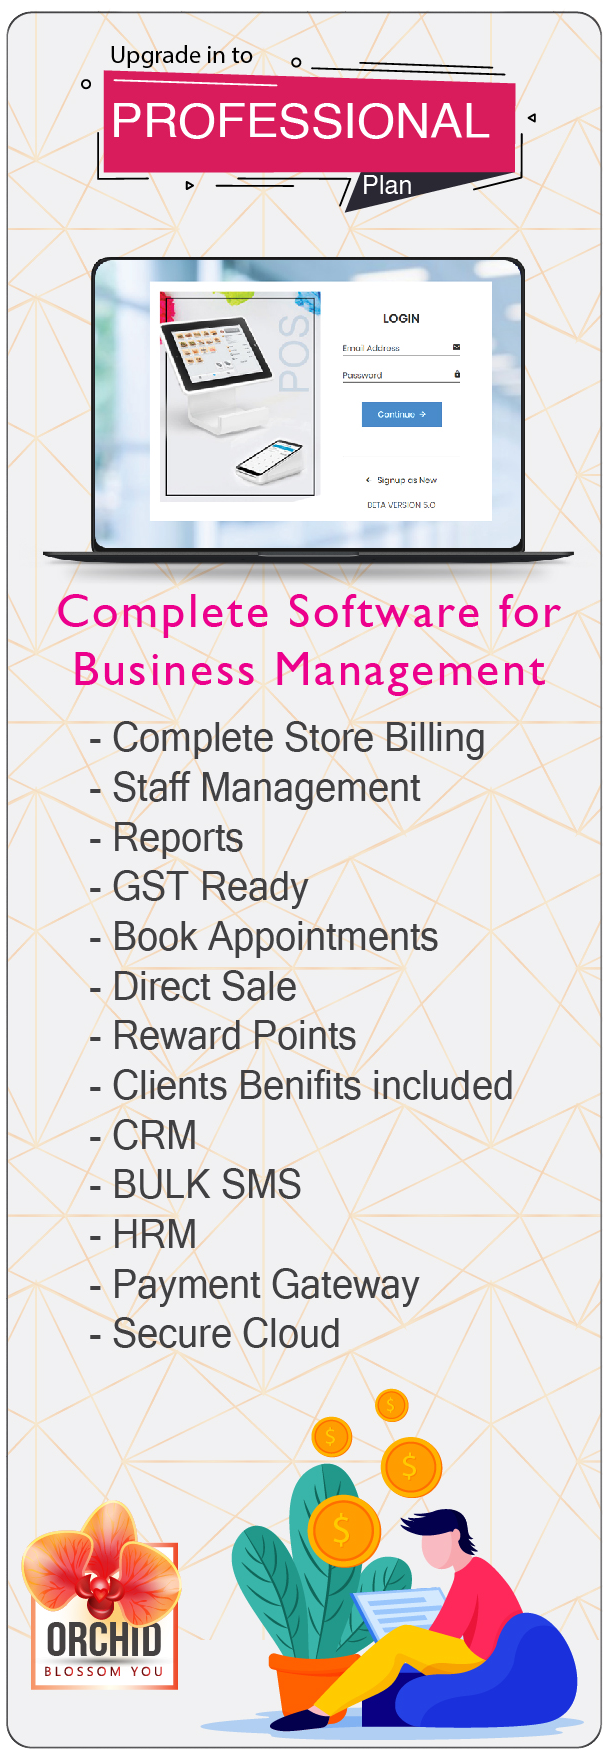 Upgrade in to
PROFESSIONAL
Plan
POS
LOGIN
Email Address
Password
Continue →
← Signup as New
BETA VERSION 5.0
Complete Software for
Business Management
- Complete Store Billing
- Staff Management
- Reports
- GST Ready
- Book Appointments
- Direct Sale
- Reward Points
- Clients Benifits included
- CRM
- BULK SMS
- HRM
- Payment Gateway
- Secure Cloud
$
$
$
$
ORCHID
BLOSSOM YOU